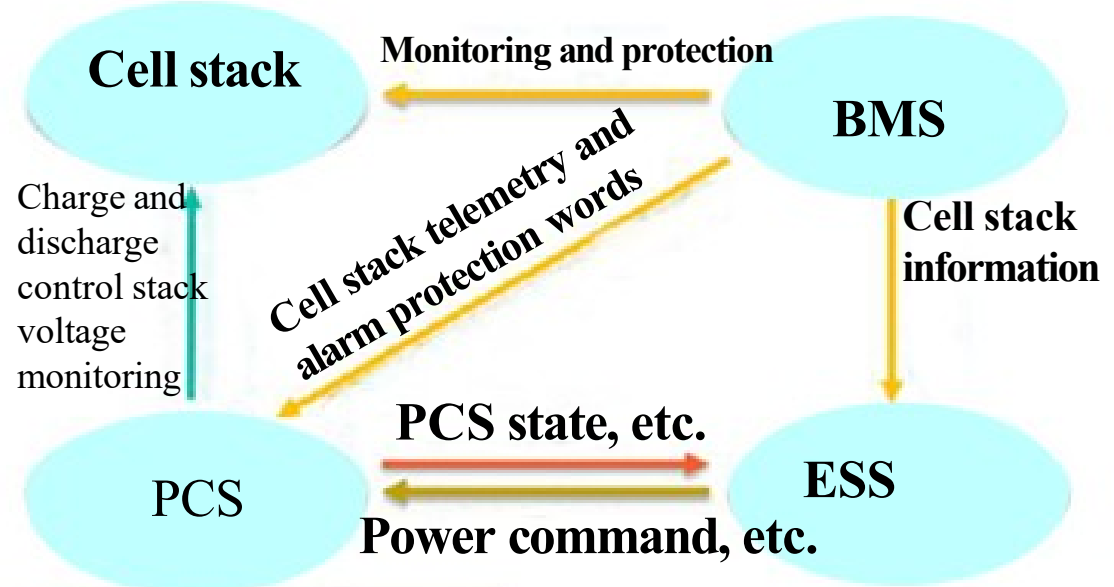 Cell stack
Monitoring and protection
BMS
Cell stack telemetry and
alarm protection words
Charge and
discharge
control stack
voltage
monitoring
Cell stack
information
PCS state, etc.
PCS
ESS
Power command, etc.